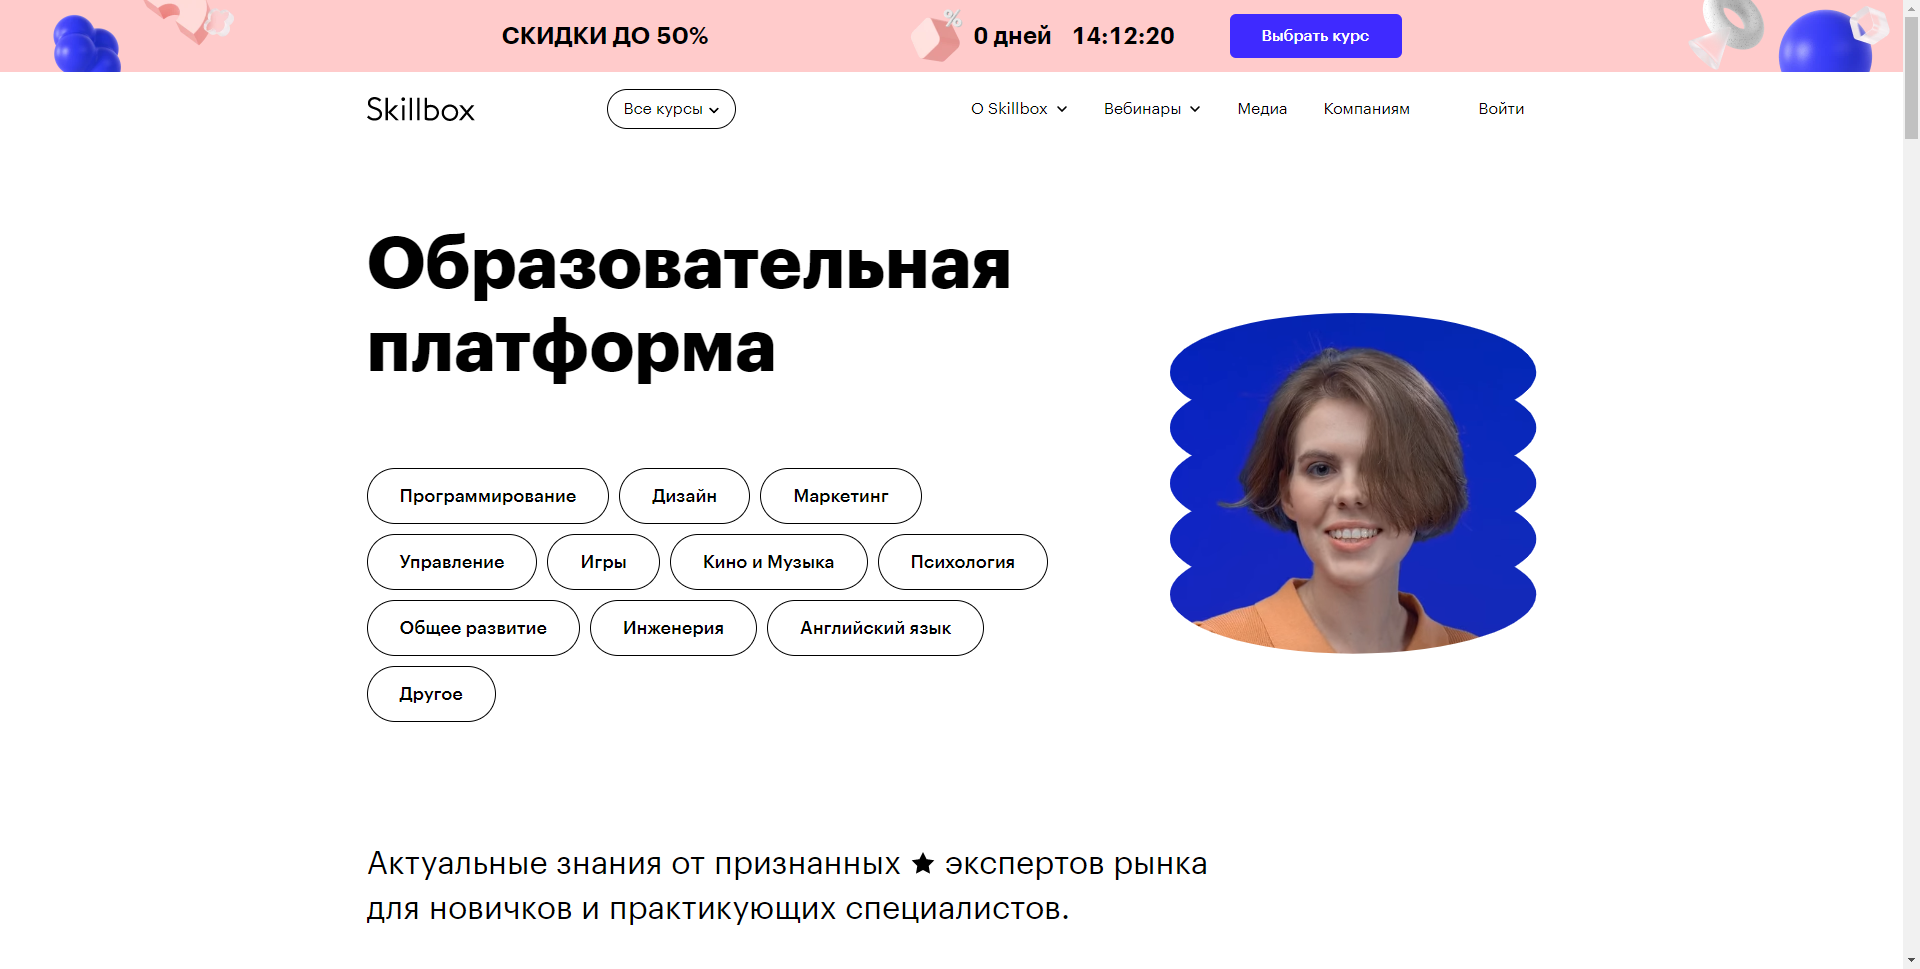 СКИДКИ ДО 50%
%
0 дней 14:12:20
Выбрать курс
Skillbox
Все курсы
О Skillbox
Вебинары
Медиа
Компаниям
Войти
Образовательная
платформа
Программирование Дизайн Маркетинг
Управление Игры Кино и Музыка Психология
Общее развитие Инженерия Английский язык
Другое
Актуальные знания от признанных ★ экспертов рынка
для новичков и практикующих специалистов.